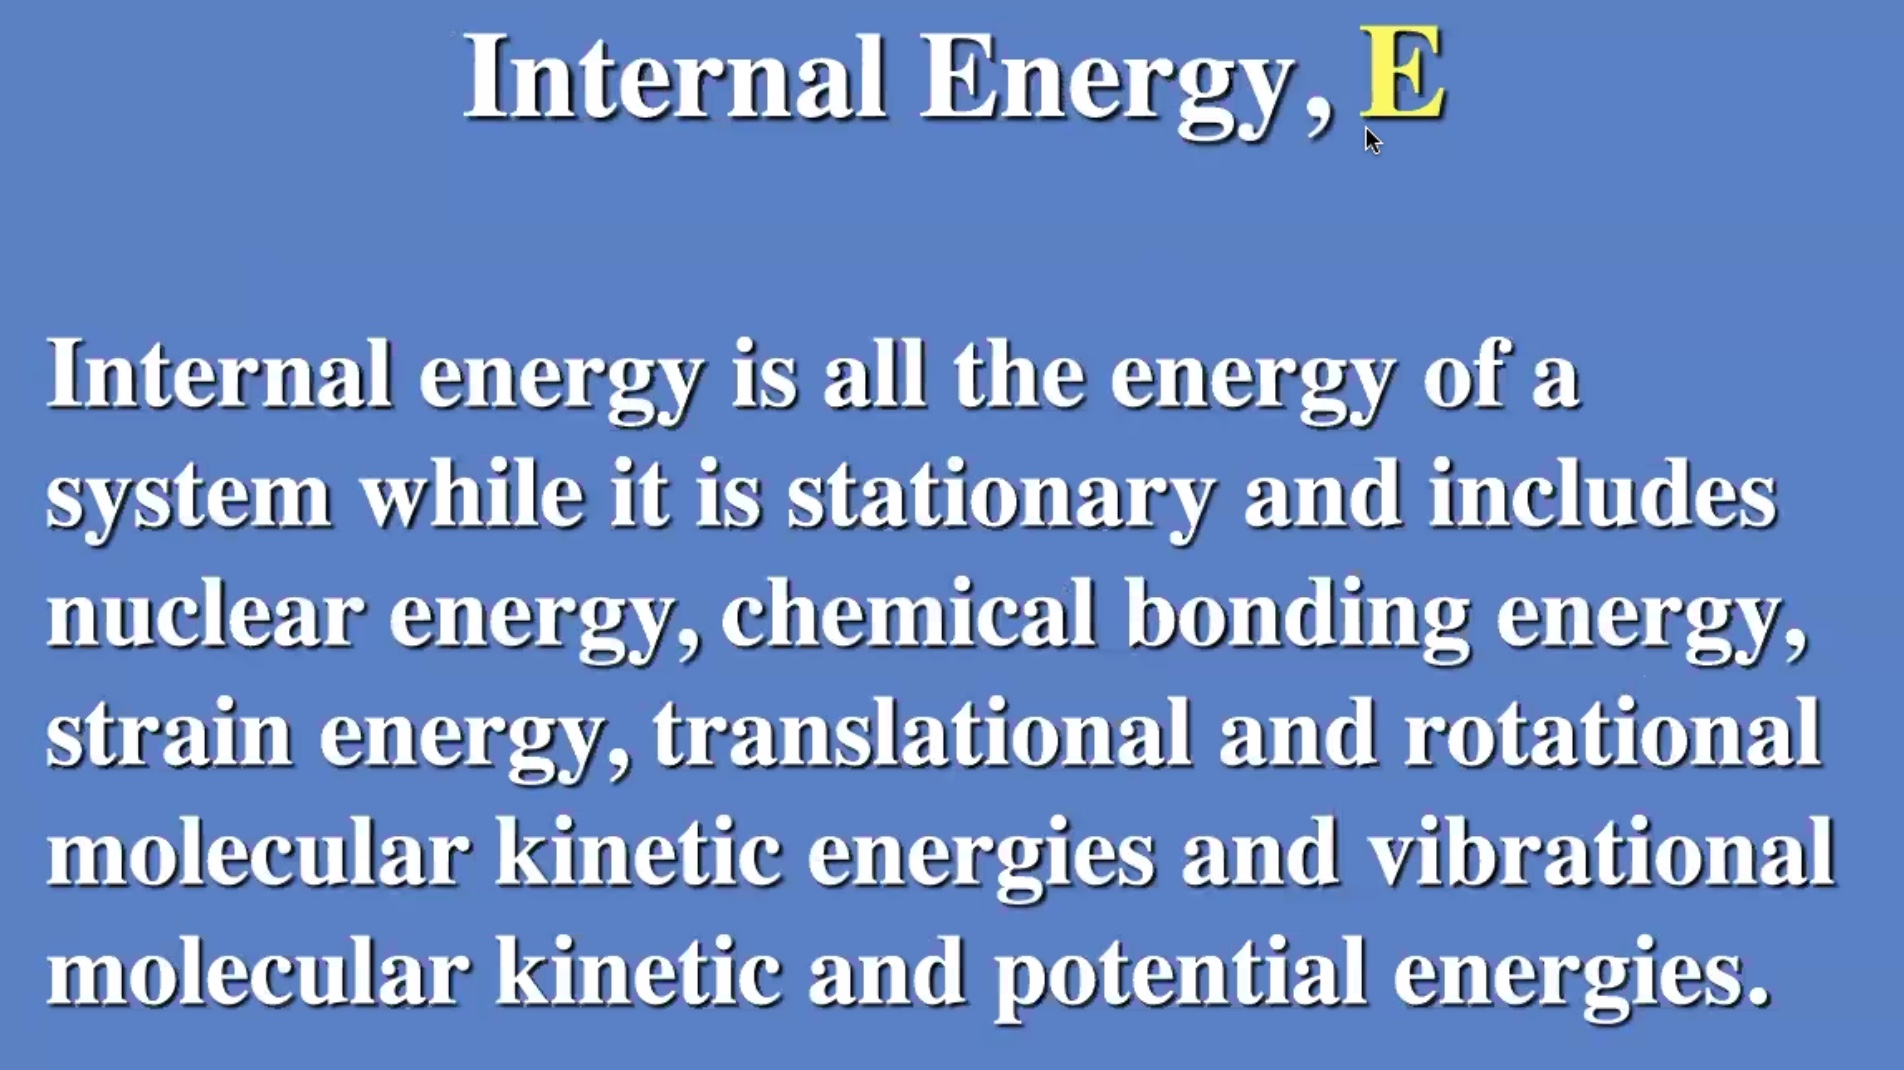 Internal Energy, E
Internal energy is all the energy of a
system while it is stationary and includes
nuclear energy, chemical bonding energy,
strain energy, translational and rotational
molecular kinetic energies and vibrational
molecular kinetic and potential energies.